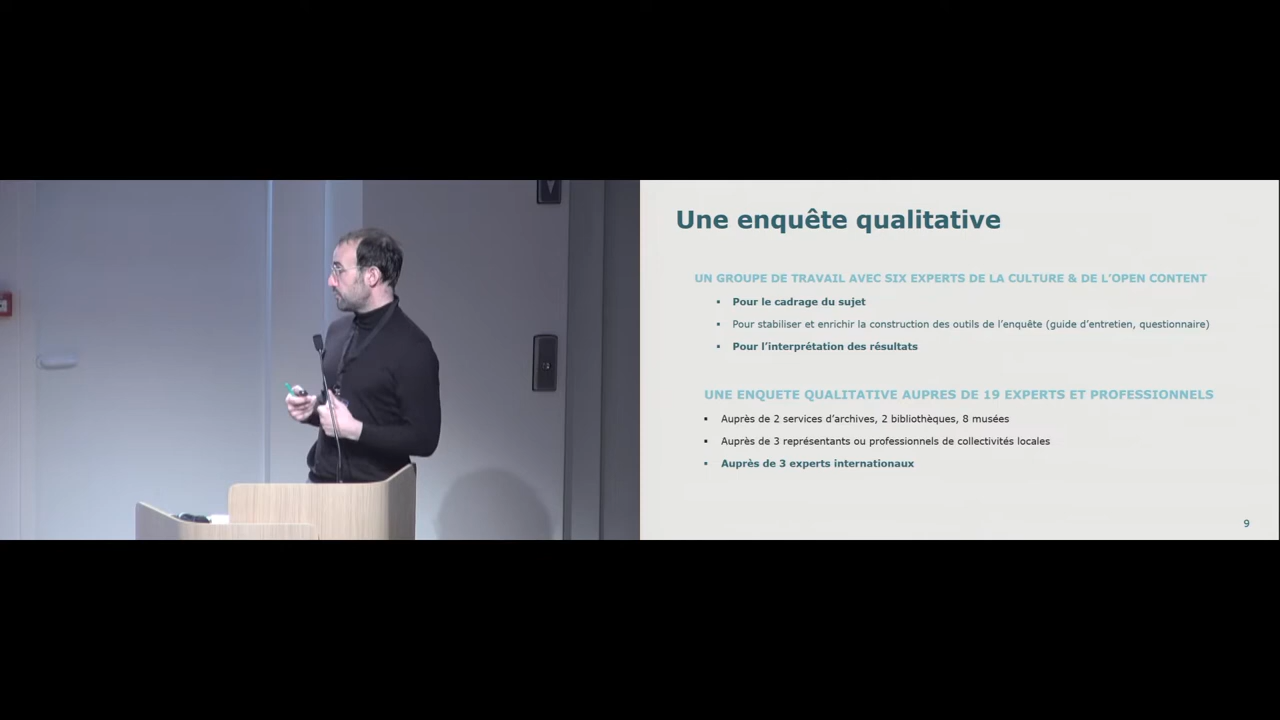 Une enquête qualitative
UN GROUPE DE TRAVAIL AVEC SIX EXPERTS DE LA CULTURE & DE L'OPEN CONTENT
▪ Pour le cadrage du sujet
▪ Pour stabiliser et enrichir la construction des outils de l'enquête (guide d'entretien, questionnaire)
▪ Pour l'interprétation des résultats
UNE ENQUETE QUALITATIVE AUPRES DE 19 EXPERTS ET PROFESSIONNELS
▪ Auprès de 2 services d'archives, 2 bibliothèques, 8 musées
▪ Auprès de 3 représentants ou professionnels de collectivités locales
▪ Auprès de 3 experts internationaux
9